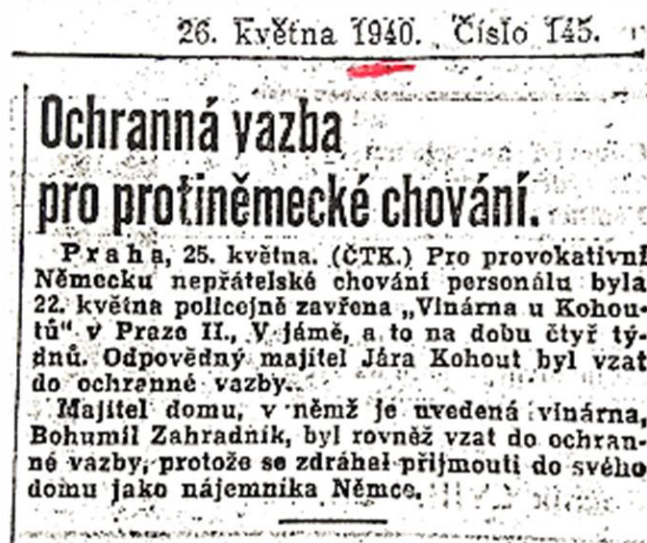 26. května 1940. Číslo 145.
Ochranná vazba
pro protiněmecké chování.
Praha, 25. května. (ČTK.) Pro provokativní
Německu nepřátelské chování personálu byla
22. května policejně zavřena „Vinárna u Kohou-
tů“ v Praze II., V jámě, a to na dobu čtyř tý-
dnů. Odpovědný majitel Jára Kohout byl vzat
do ochranné vazby.
Majitel domu, v němž je uvedená vinárna,
Bohumil Zahradník, byl rovněž vzat do ochran-
né vazby, protože se zdráhal přijmouti do svého
domu jako nájemníka Němce.